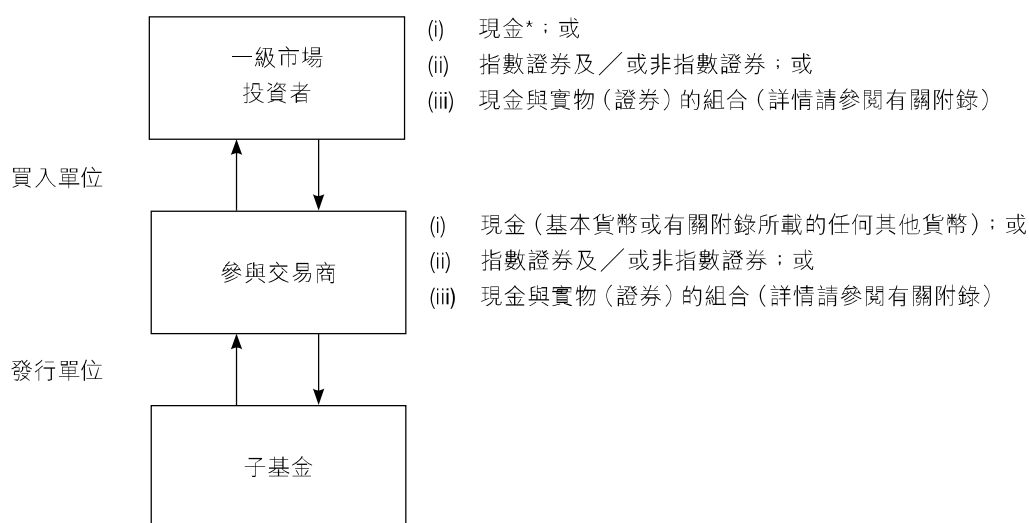 一級市場
投資者
(i) 現金*；或
(ii) 指數證券及／或非指數證券；或
(iii) 現金與實物（證券）的組合（詳情請參閱有關附錄）
買入單位
參與交易商
(i) 現金（基本貨幣或有關附錄所載的任何其他貨幣）；或
(ii) 指數證券及／或非指數證券；或
(iii) 現金與實物（證券）的組合（詳情請參閱有關附錄）
發行單位
子基金